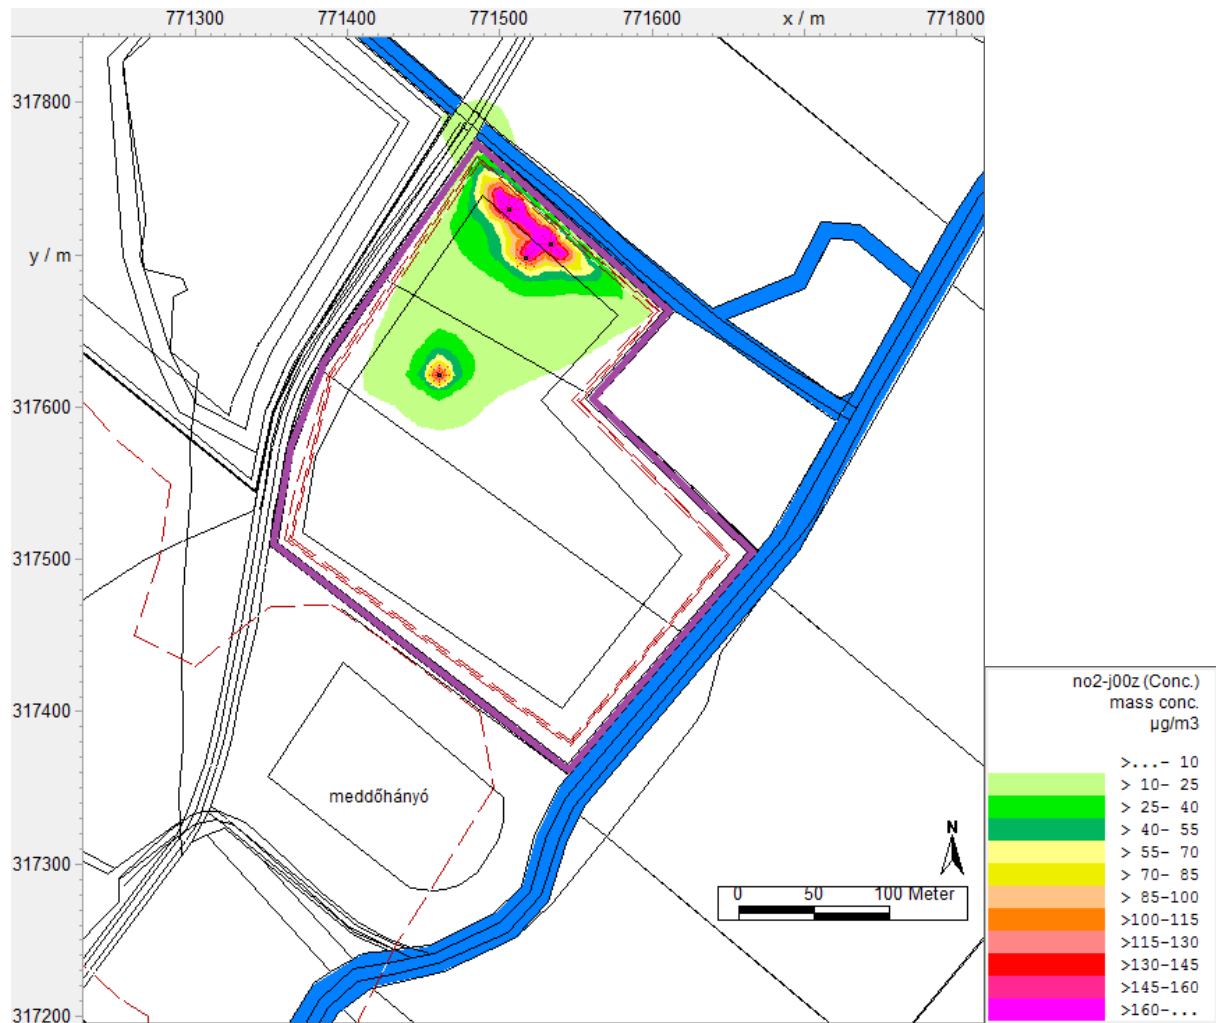 771300 771400 771500 771600 x / m 771800
317800
y / m
317600
317500
317400
317300
317200
meddőhányó
N
0 50 100 Meter
no2-j00z (Conc.)
mass conc.
µg/m3
>...- 10
> 10- 25
> 25- 40
> 40- 55
> 55- 70
> 70- 85
> 85-100
>100-115
>115-130
>130-145
>145-160
>160-...